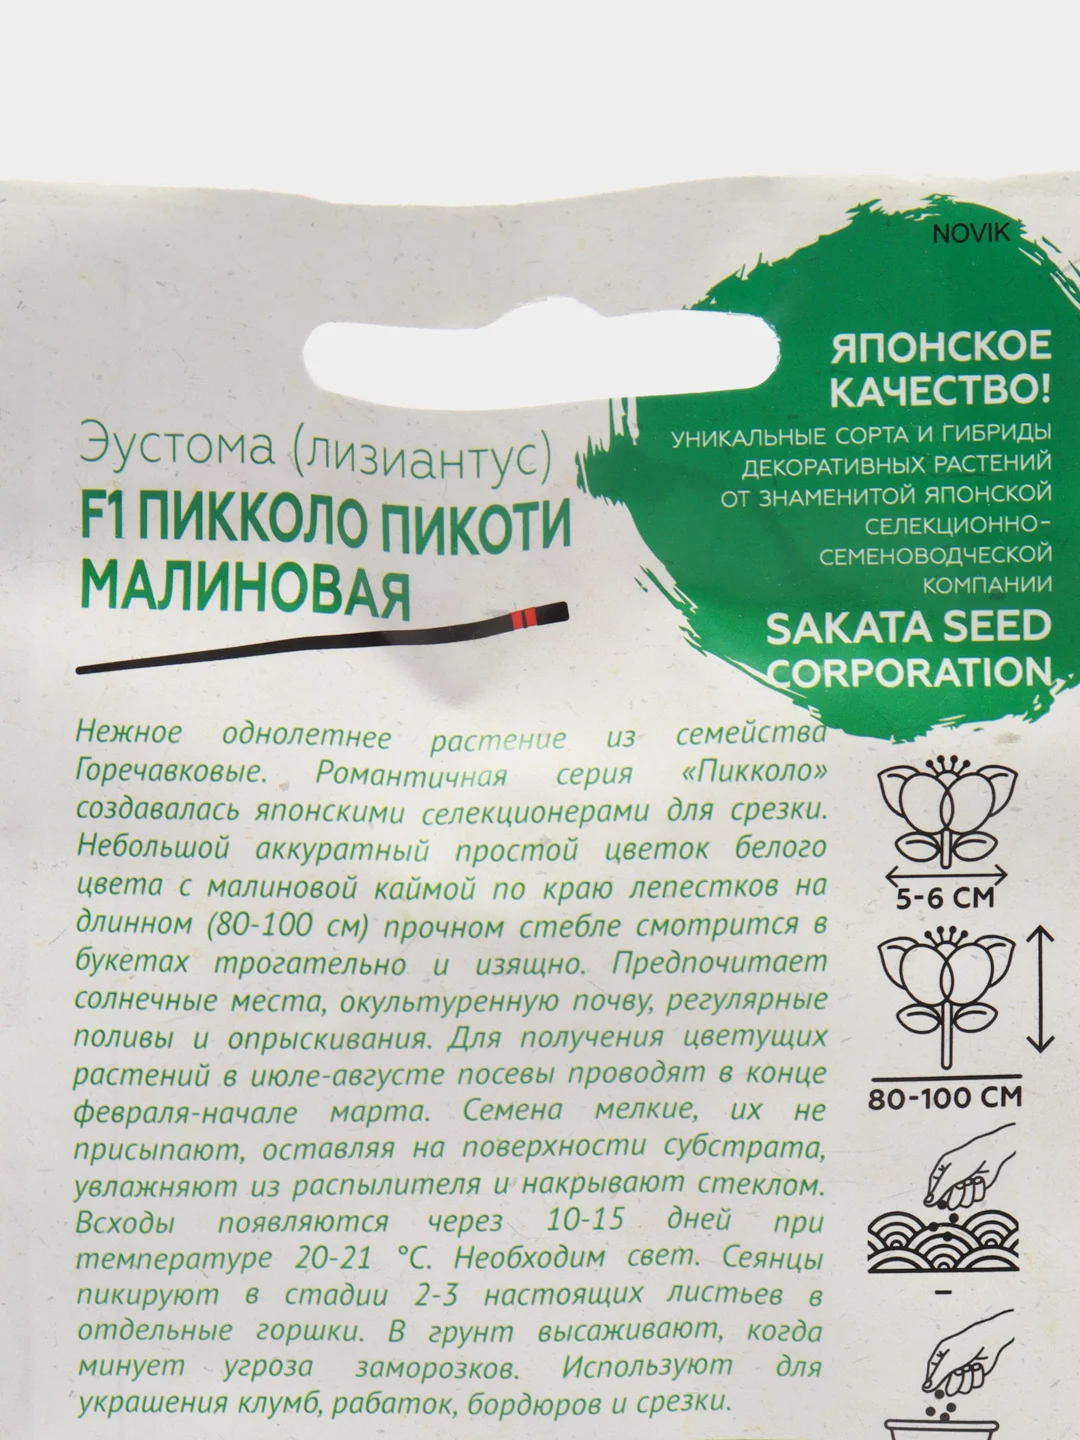 NOVIK
ЯПОНСКОЕ
КАЧЕСТВО!
УНИКАЛЬНЫЕ СОРТА И ГИБРИДЫ
ДЕКОРАТИВНЫХ РАСТЕНИЙ
ОТ ЗНАМЕНИТОЙ ЯПОНСКОЙ
СЕЛЕКЦИОННО-
СЕМЕНОВОДЧЕСКОЙ
КОМПАНИИ
SAKATA SEED
CORPORATION
Эустома (лизиантус)
F1 ПИККОЛО ПИКОТИ
МАЛИНОВАЯ
Нежное однолетнее растение из семейства
Горечавковые. Романтичная серия «Пикколо»
создавалась японскими селекционерами для срезки.
Небольшой аккуратный простой цветок белого
цвета с малиновой каймой по краю лепестков на
длинном (80-100 см) прочном стебле смотрится в
букетах трогательно и изящно. Предпочитает
солнечные места, окультуренную почву, регулярные
поливы и опрыскивания. Для получения цветущих
растений в июле-августе посевы проводят в конце
февраля-начале марта. Семена мелкие, их не
присыпают, оставляя на поверхности субстрата,
увлажняют из распылителя и накрывают стеклом.
Всходы появляются через 10-15 дней при
температуре 20-21 °С. Необходим свет. Сеянцы
пикируют в стадии 2-3 настоящих листьев в
отдельные горшки. В грунт высаживают, когда
минует угроза заморозков. Используют для
украшения клумб, рабаток, бордюров и срезки.
5-6 СМ
80-100 СМ
–